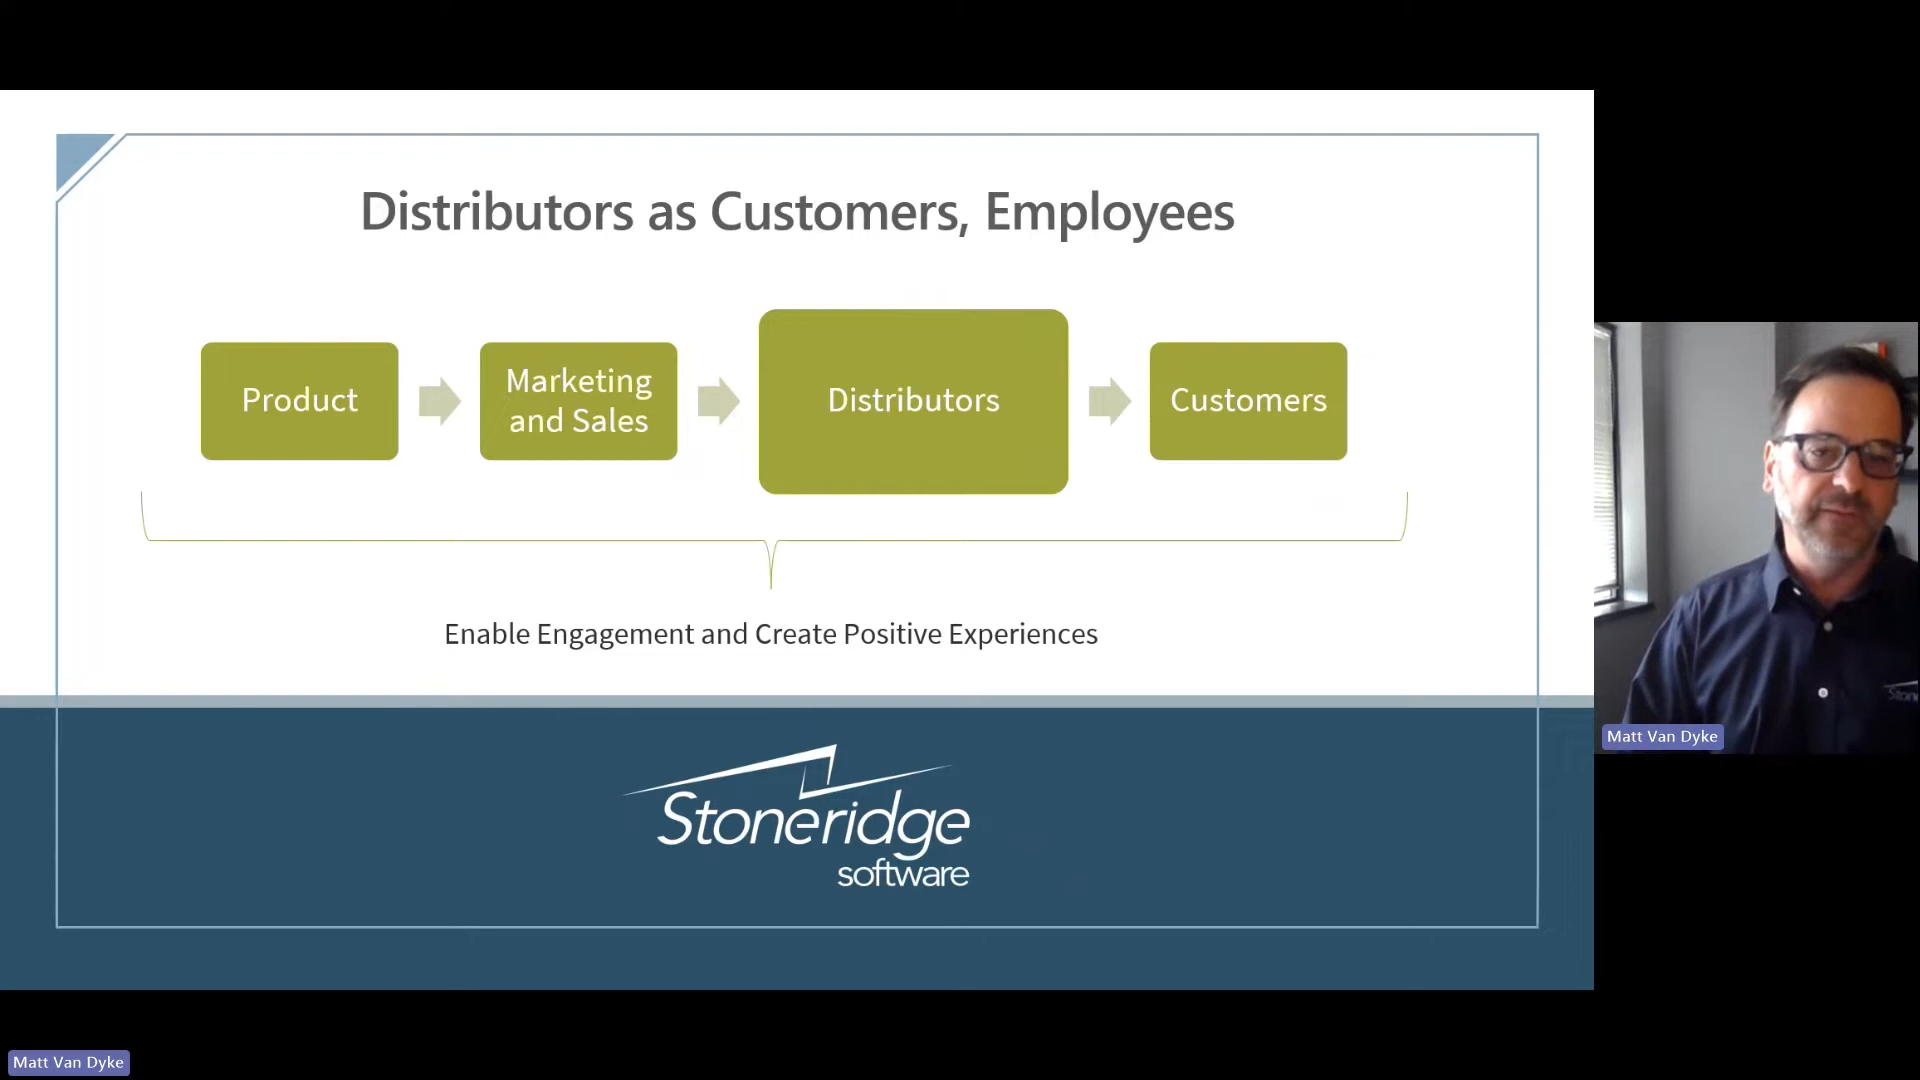 Distributors as Customers, Employees
Product
Marketing
and Sales
Distributors
Customers
Enable Engagement and Create Positive Experiences
Stoneridge
software
Matt Van Dyke
Matt Van Dyke